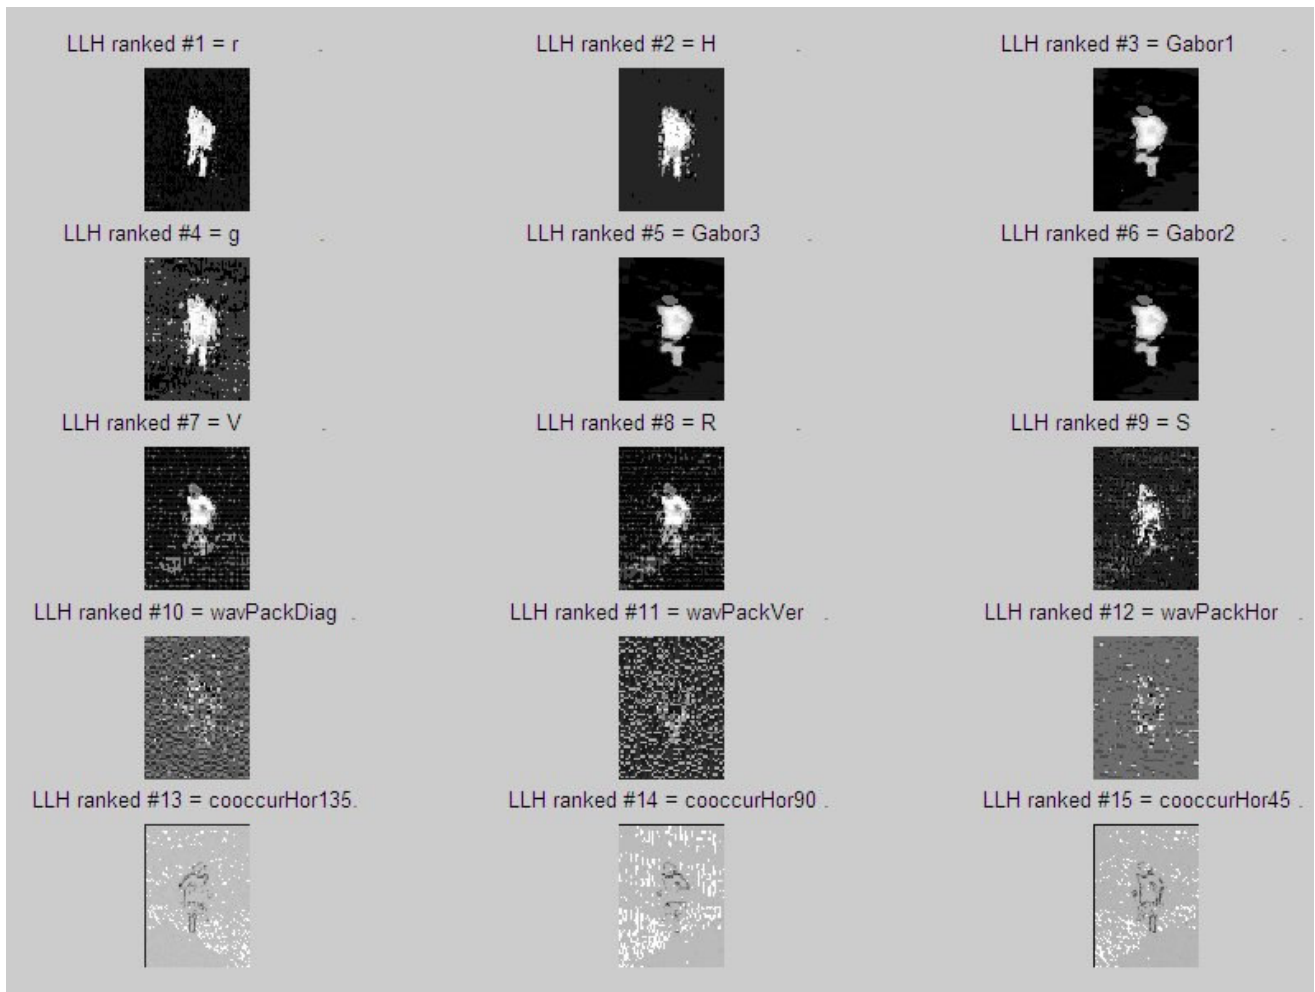 LLH ranked #1 = r .
LLH ranked #2 = H .
LLH ranked #3 = Gabor1 .
LLH ranked #4 = g .
LLH ranked #5 = Gabor3 .
LLH ranked #6 = Gabor2 .
LLH ranked #7 = V .
LLH ranked #8 = R .
LLH ranked #9 = S .
LLH ranked #10 = wavPackDiag .
LLH ranked #11 = wavPackVer .
LLH ranked #12 = wavPackHor .
LLH ranked #13 = cooccurHor135.
LLH ranked #14 = cooccurHor90 .
LLH ranked #15 = cooccurHor45 .